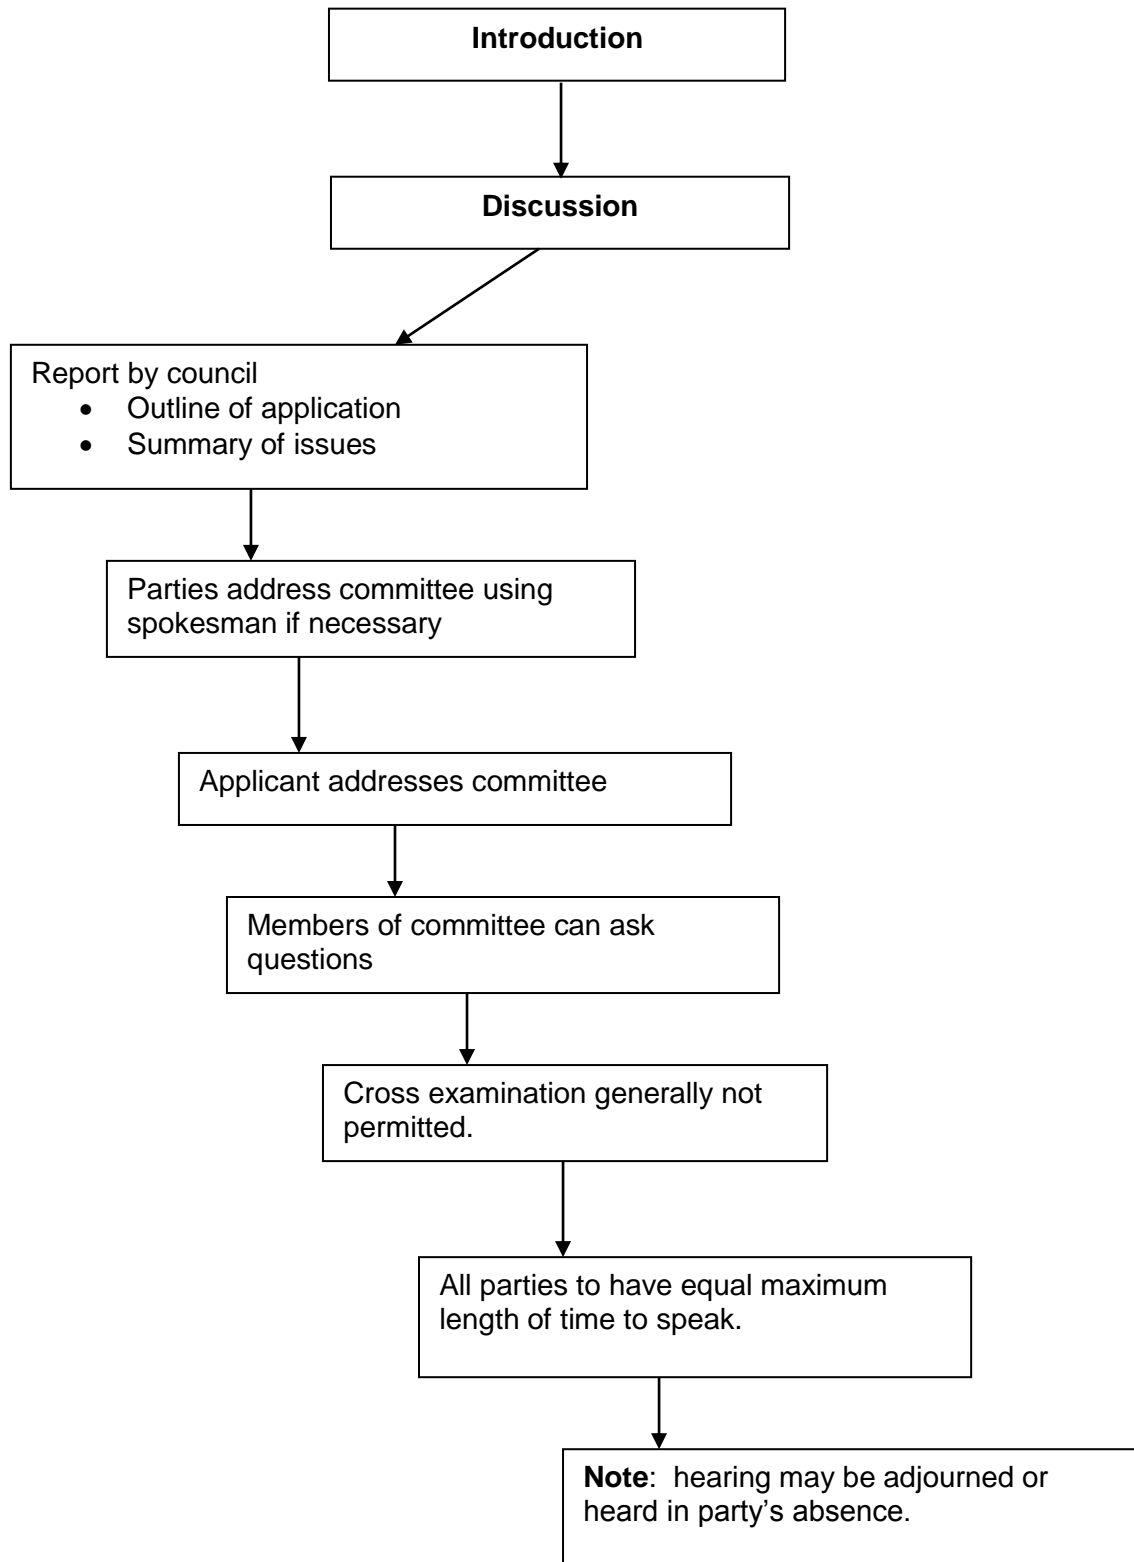 Introduction
Discussion
Report by council
• Outline of application
• Summary of issues
Parties address committee using
spokesman if necessary
Applicant addresses committee
Members of committee can ask
questions
Cross examination generally not
permitted.
All parties to have equal maximum
length of time to speak.
Note:  hearing may be adjourned or
heard in party’s absence.